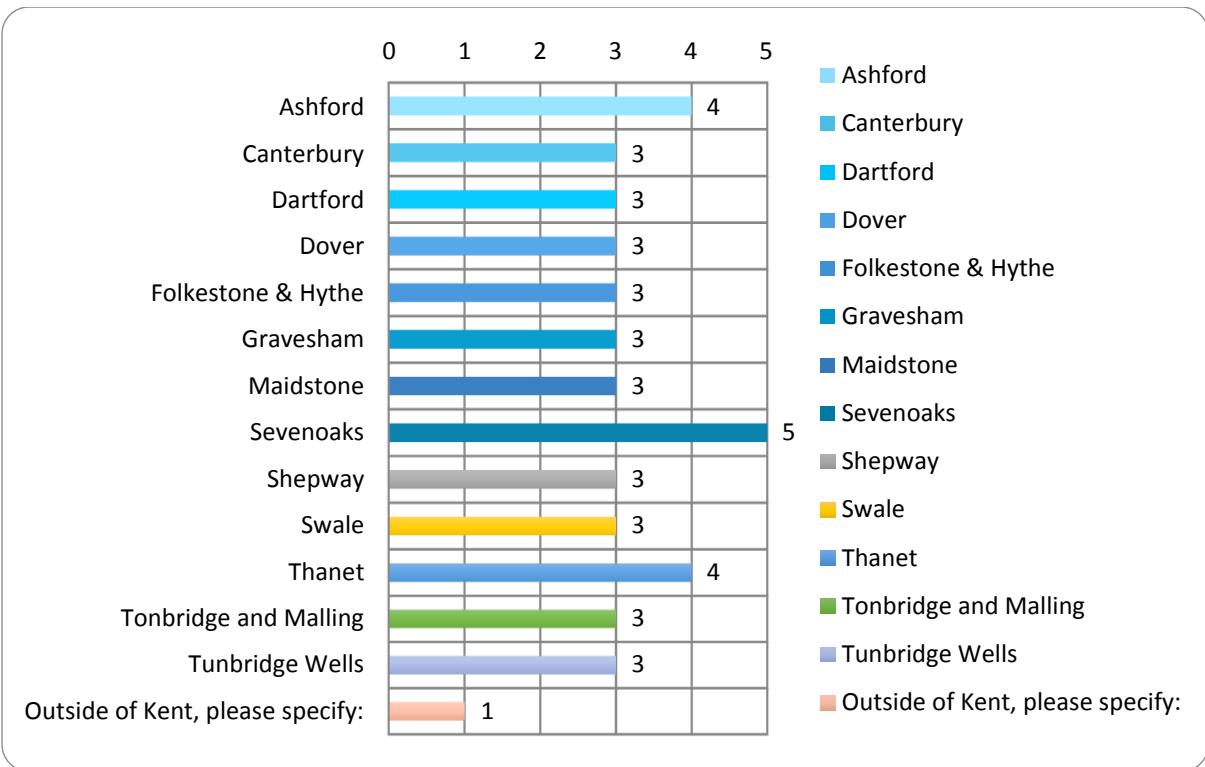 0 1 2 3 4 5
Ashford 4
Canterbury 3
Dartford 3
Dover 3
Folkestone & Hythe 3
Gravesham 3
Maidstone 3
Sevenoaks 5
Shepway 3
Swale 3
Thanet 4
Tonbridge and Malling 3
Tunbridge Wells 3
Outside of Kent, please specify: 1
Ashford
Canterbury
Dartford
Dover
Folkestone & Hythe
Gravesham
Maidstone
Sevenoaks
Shepway
Swale
Thanet
Tonbridge and Malling
Tunbridge Wells
Outside of Kent, please specify: